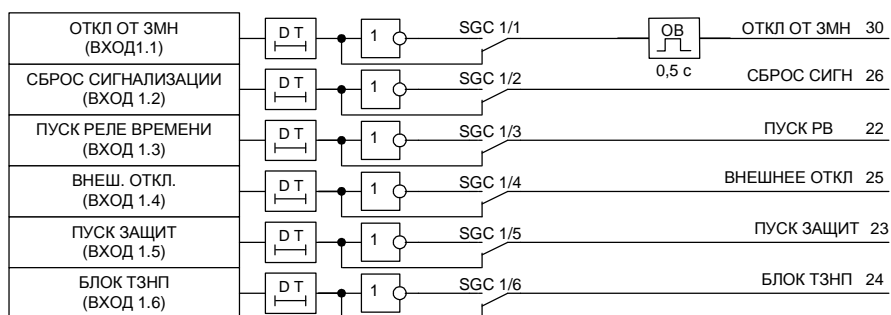 ОТКЛ ОТ ЗМН
(ВХОД1.1)
D T
1
SGC 1/1
ОВ
0,5 с
ОТКЛ ОТ ЗМН 30
СБРОС СИГНАЛИЗАЦИИ
(ВХОД 1.2)
D T
1
SGC 1/2
СБРОС СИГН 26
ПУСК РЕЛЕ ВРЕМЕНИ
(ВХОД 1.3)
D T
1
SGC 1/3
ПУСК РВ 22
ВНЕШ. ОТКЛ.
(ВХОД 1.4)
D T
1
SGC 1/4
ВНЕШНЕЕ ОТКЛ 25
ПУСК ЗАЩИТ
(ВХОД 1.5)
D T
1
SGC 1/5
ПУСК ЗАЩИТ 23
БЛОК ТЗНП
(ВХОД 1.6)
D T
1
SGC 1/6
БЛОК ТЗНП 24